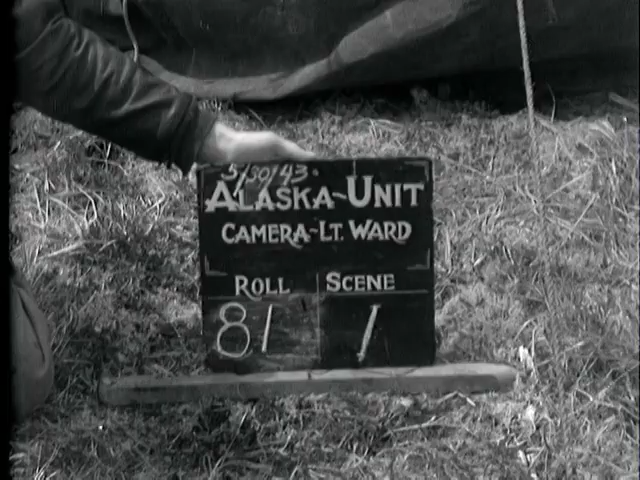 5/30/43.
ALASKA~UNIT
CAMERA~LT. WARD
ROLL SCENE
81 1